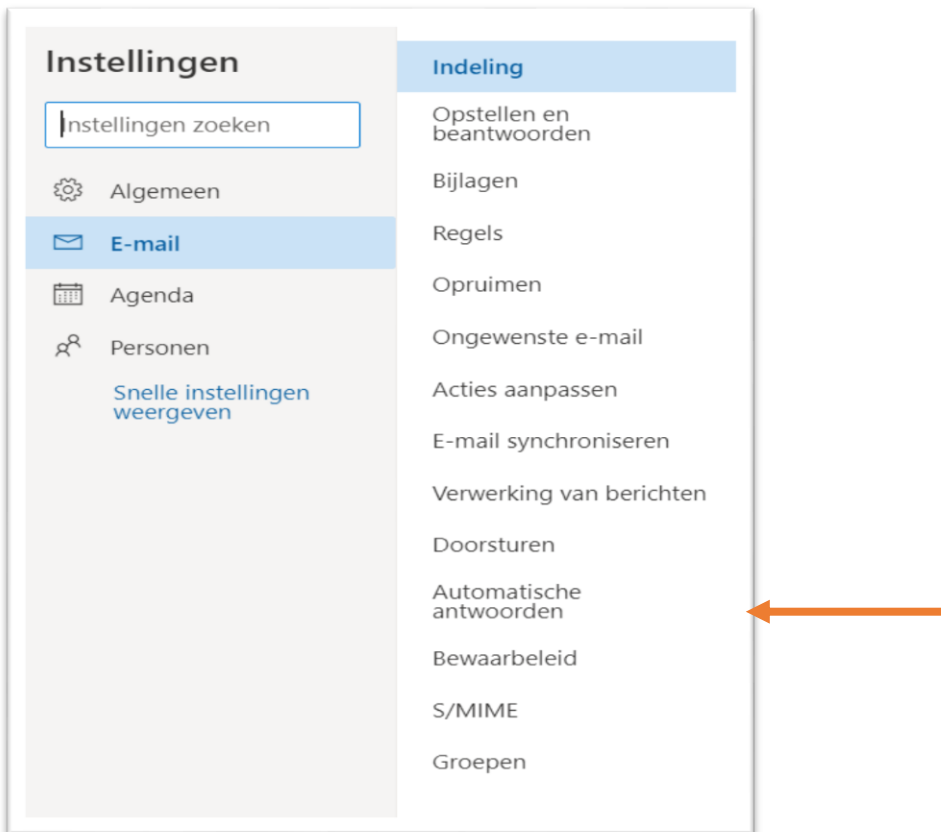 Instellingen
Instellingen zoeken
Algemeen
E-mail
Agenda
Personen
Snelle instellingen
weergeven
Indeling
Opstellen en
beantwoorden
Bijlagen
Regels
Opruimen
Ongewenste e-mail
Acties aanpassen
E-mail synchroniseren
Verwerking van berichten
Doorsturen
Automatische
antwoorden
Bewaarbeleid
S/MIME
Groepen